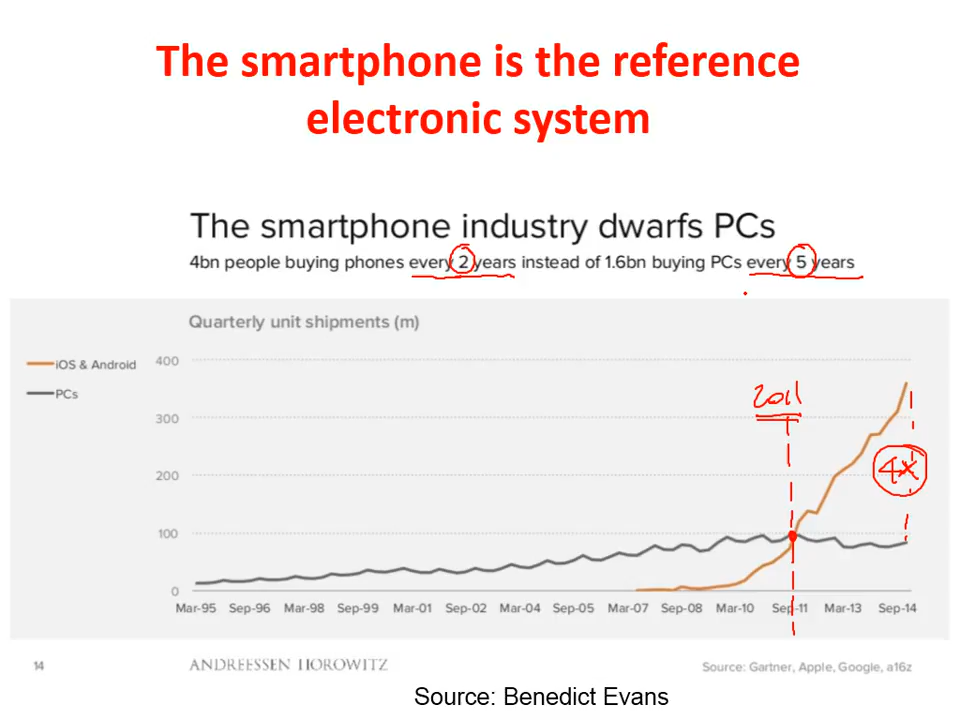 The smartphone is the reference
electronic system
The smartphone industry dwarfs PCs
4bn people buying phones every 2 years instead of 1.6bn buying PCs every 5 years
Quarterly unit shipments (m)
iOS & Android
PCs
400
300
200
100
0
2011
4x
Mar-95 Sep-96 Mar-98 Sep-99 Mar-01 Sep-02 Mar-04 Sep-05 Mar-07 Sep-08 Mar-10 Sep-11 Mar-13 Sep-14
14 ANDREESSEN HOROWITZ Source: Gartner, Apple, Google, a16z
Source: Benedict Evans